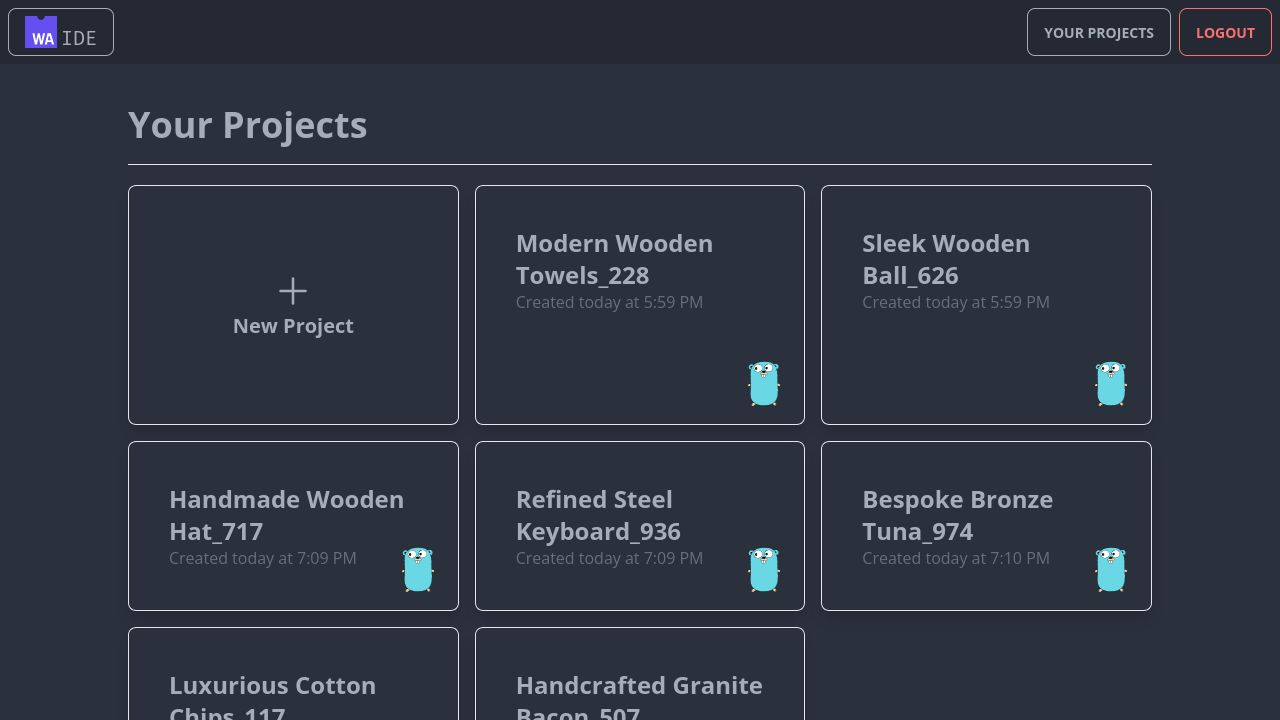 WA IDE
YOUR PROJECTS
LOGOUT
Your Projects
New Project
Modern Wooden
Towels_228
Created today at 5:59 PM
Sleek Wooden
Ball_626
Created today at 5:59 PM
Handmade Wooden
Hat_717
Created today at 7:09 PM
Refined Steel
Keyboard_936
Created today at 7:09 PM
Bespoke Bronze
Tuna_974
Created today at 7:10 PM
Luxurious Cotton
Chips_117
Handcrafted Granite
Bacon_507